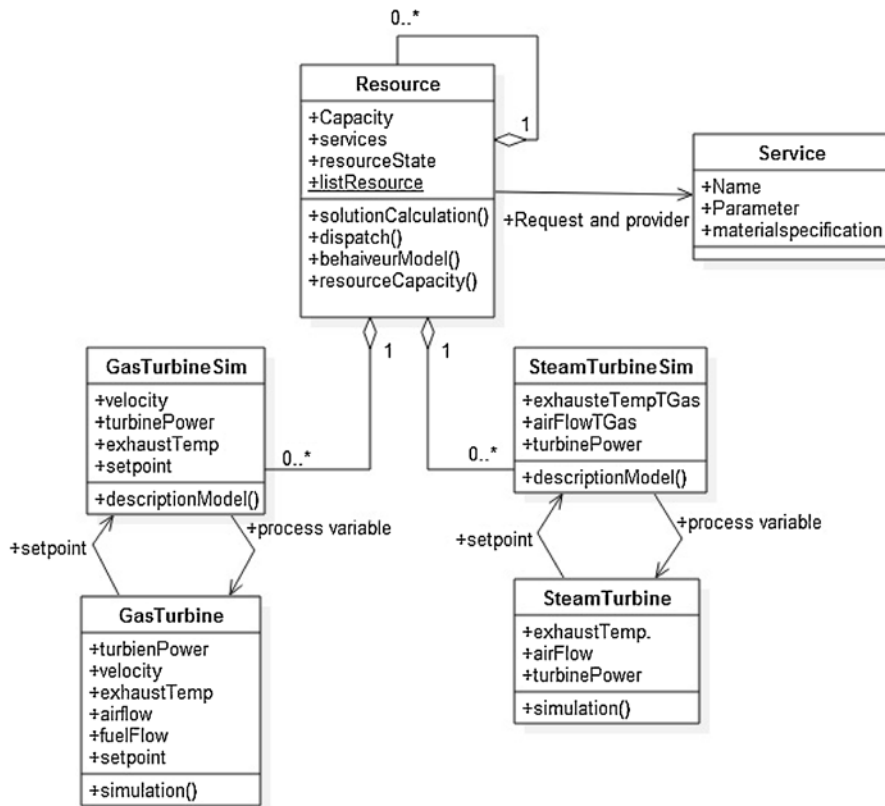 0..*
Resource
+Capacity
+services
+resourceState
+listResource
1
+solutionCalculation()
+dispatch()
+behaiveurModel()
+resourceCapacity()
+Request and provider
Service
+Name
+Parameter
+materialspecification
1
1
GasTurbineSim
+velocity
+turbinePower
+exhaustTemp
+setpoint
+descriptionModel()
0..*
SteamTurbineSim
+exhausteTempTGas
+airFlowTGas
+turbinePower
+descriptionModel()
0..*
+setpoint
+process variable
+setpoint
+process variable
GasTurbine
+turbienPower
+velocity
+exhaustTemp
+airflow
+fuelFlow
+setpoint
+simulation()
SteamTurbine
+exhaustTemp.
+airFlow
+turbinePower
+simulation()